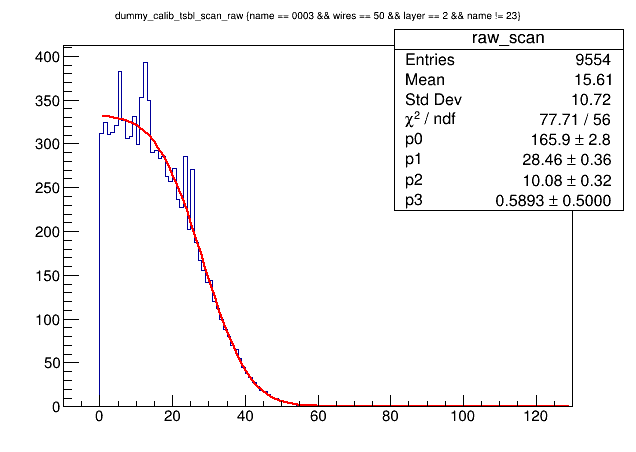 dummy_calib_tsbl_scan_raw {name == 0003 && wires == 50 && layer == 2 && name != 23}
raw_scan
Entries 9554
Mean 15.61
Std Dev 10.72
χ² / ndf 77.71 / 56
p0 165.9 ± 2.8
p1 28.46 ± 0.36
p2 10.08 ± 0.32
p3 0.5893 ± 0.5000
400
350
300
250
200
150
100
50
0
0 20 40 60 80 100 120